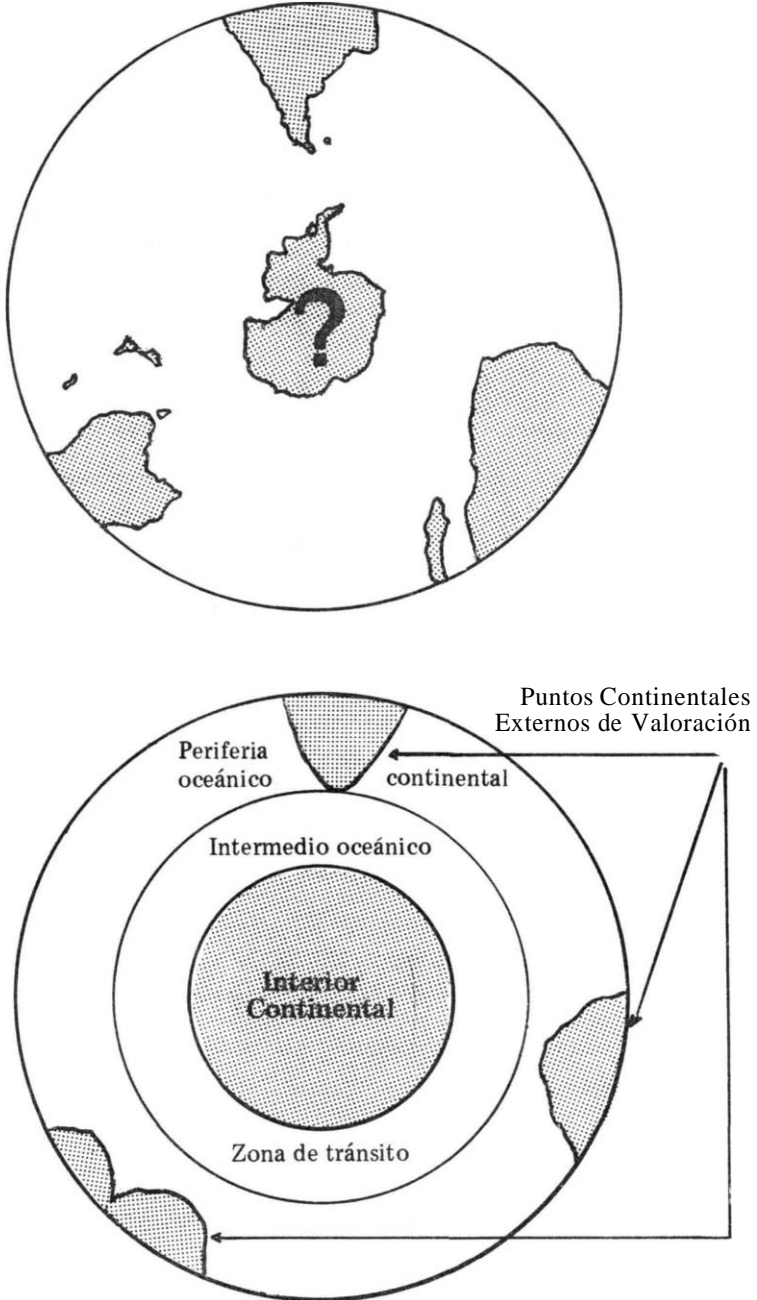 ?
Puntos Continentales
Externos de Valoración
Periferia
oceánico continental
Intermedio oceánico
Interior
Continental
Zona de tránsito